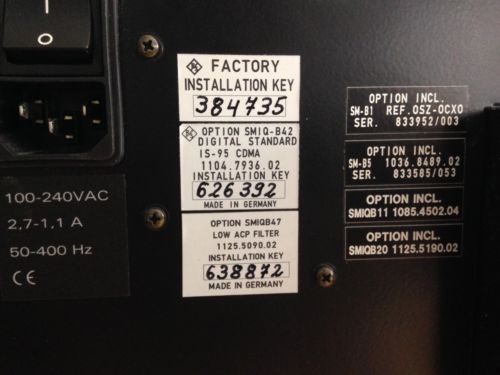 FACTORY
INSTALLATION KEY
384735
OPTION SMIQ-B42
DIGITAL STANDARD
IS-95 CDMA
1104.7936.02
INSTALLATION KEY
626392
MADE IN GERMANY
OPTION SMIQB47
LOW ACP FILTER
1125.5090.02
INSTALLATION KEY
638872
MADE IN GERMANY
OPTION INCL.
SM-B1 REF.OSZ-OCXO
SER. 833952/003
OPTION INCL.
SM-B5 1036.8489.02
SER. 833585/053
OPTION INCL.
SMIQB11 1085.4502.04
OPTION INCL.
SMIQB20 1125.5190.02
100-240VAC
2,7-1,1 A
50-400 Hz
CE